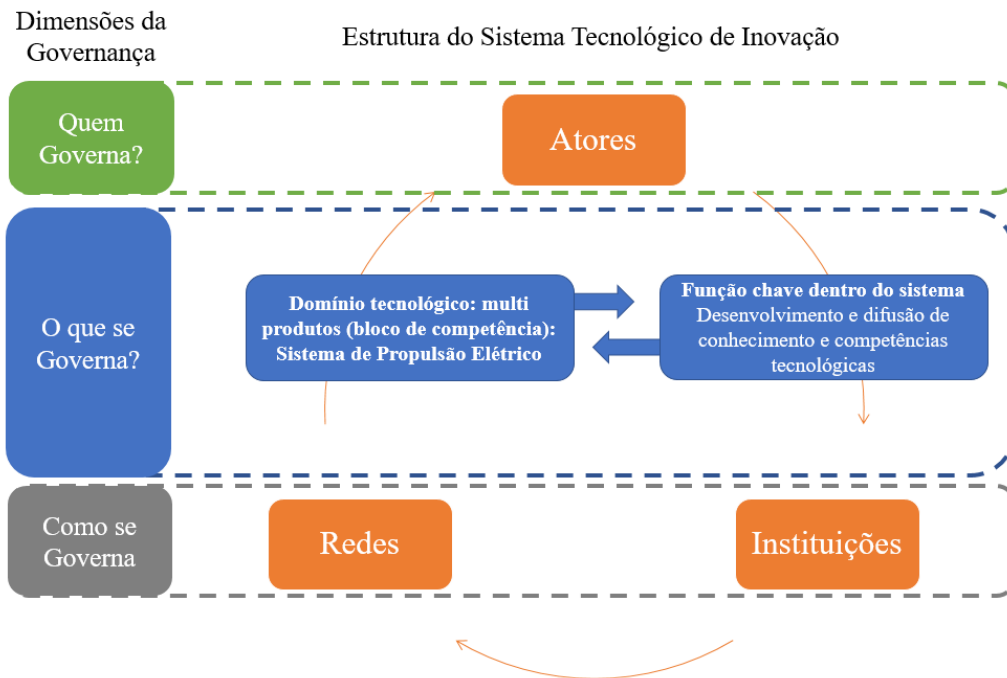 Dimensões da
Governança
Estrutura do Sistema Tecnológico de Inovação
Quem
Governa?
Atores
O que se
Governa?
Domínio tecnológico: multi
produtos (bloco de competência):
Sistema de Propulsão Elétrico
Função chave dentro do sistema
Desenvolvimento e difusão de
conhecimento e competências
tecnológicas
Como se
Governa
Redes
Instituições